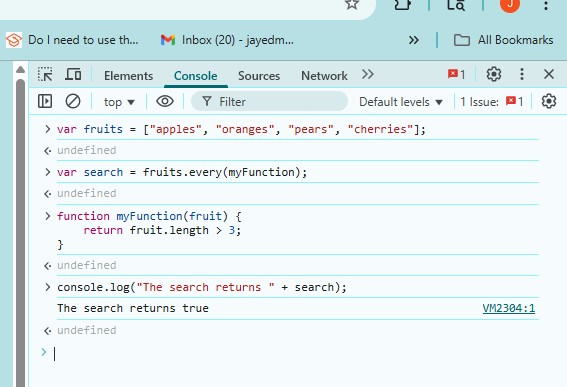 J
Do I need to use th...
Inbox (20) - jayedm...
»
All Bookmarks
Elements
Console
Sources
Network
»
1
top ▼
Filter
Default levels ▼
1 Issue:
1
> var fruits = ["apples", "oranges", "pears", "cherries"];
undefined
> var search = fruits.every(myFunction);
undefined
> function myFunction(fruit) {
return fruit.length > 3;
}
undefined
> console.log("The search returns " + search);
The search returns true VM2304:1
undefined
>